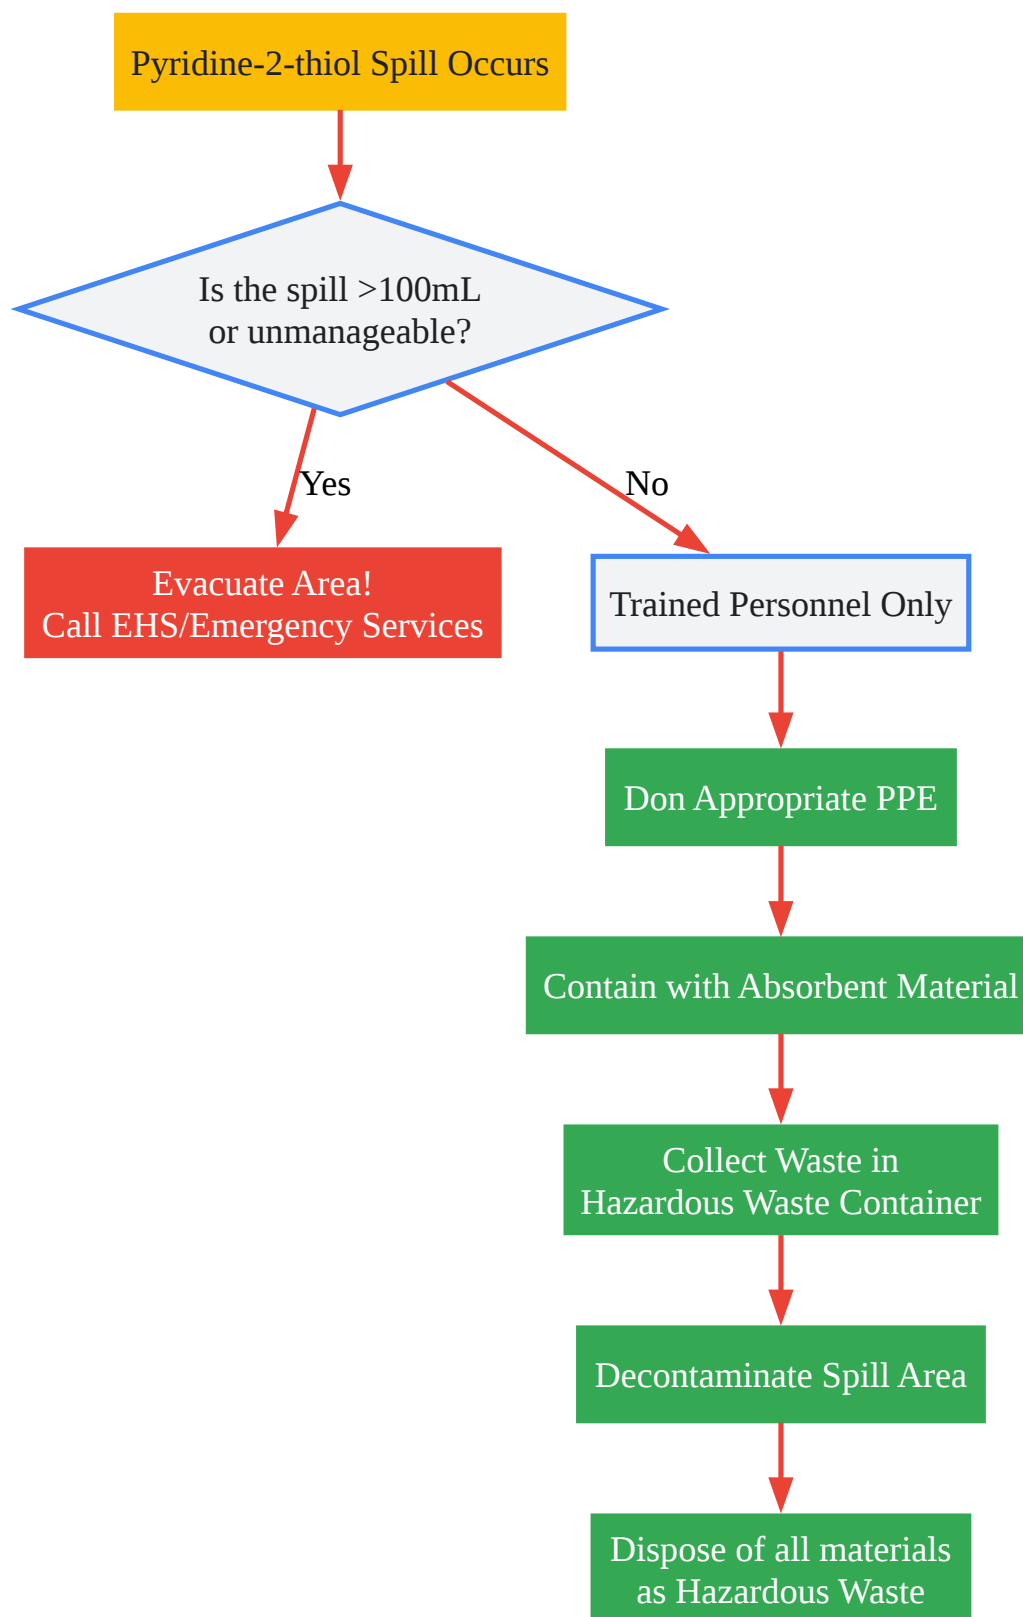 Pyridine-2-thiol Spill Occurs
Is the spill >100mL
or unmanageable?
Yes
No
Evacuate Area!
Call EHS/Emergency Services
Trained Personnel Only
Don Appropriate PPE
Contain with Absorbent Material
Collect Waste in
Hazardous Waste Container
Decontaminate Spill Area
Dispose of all materials
as Hazardous Waste